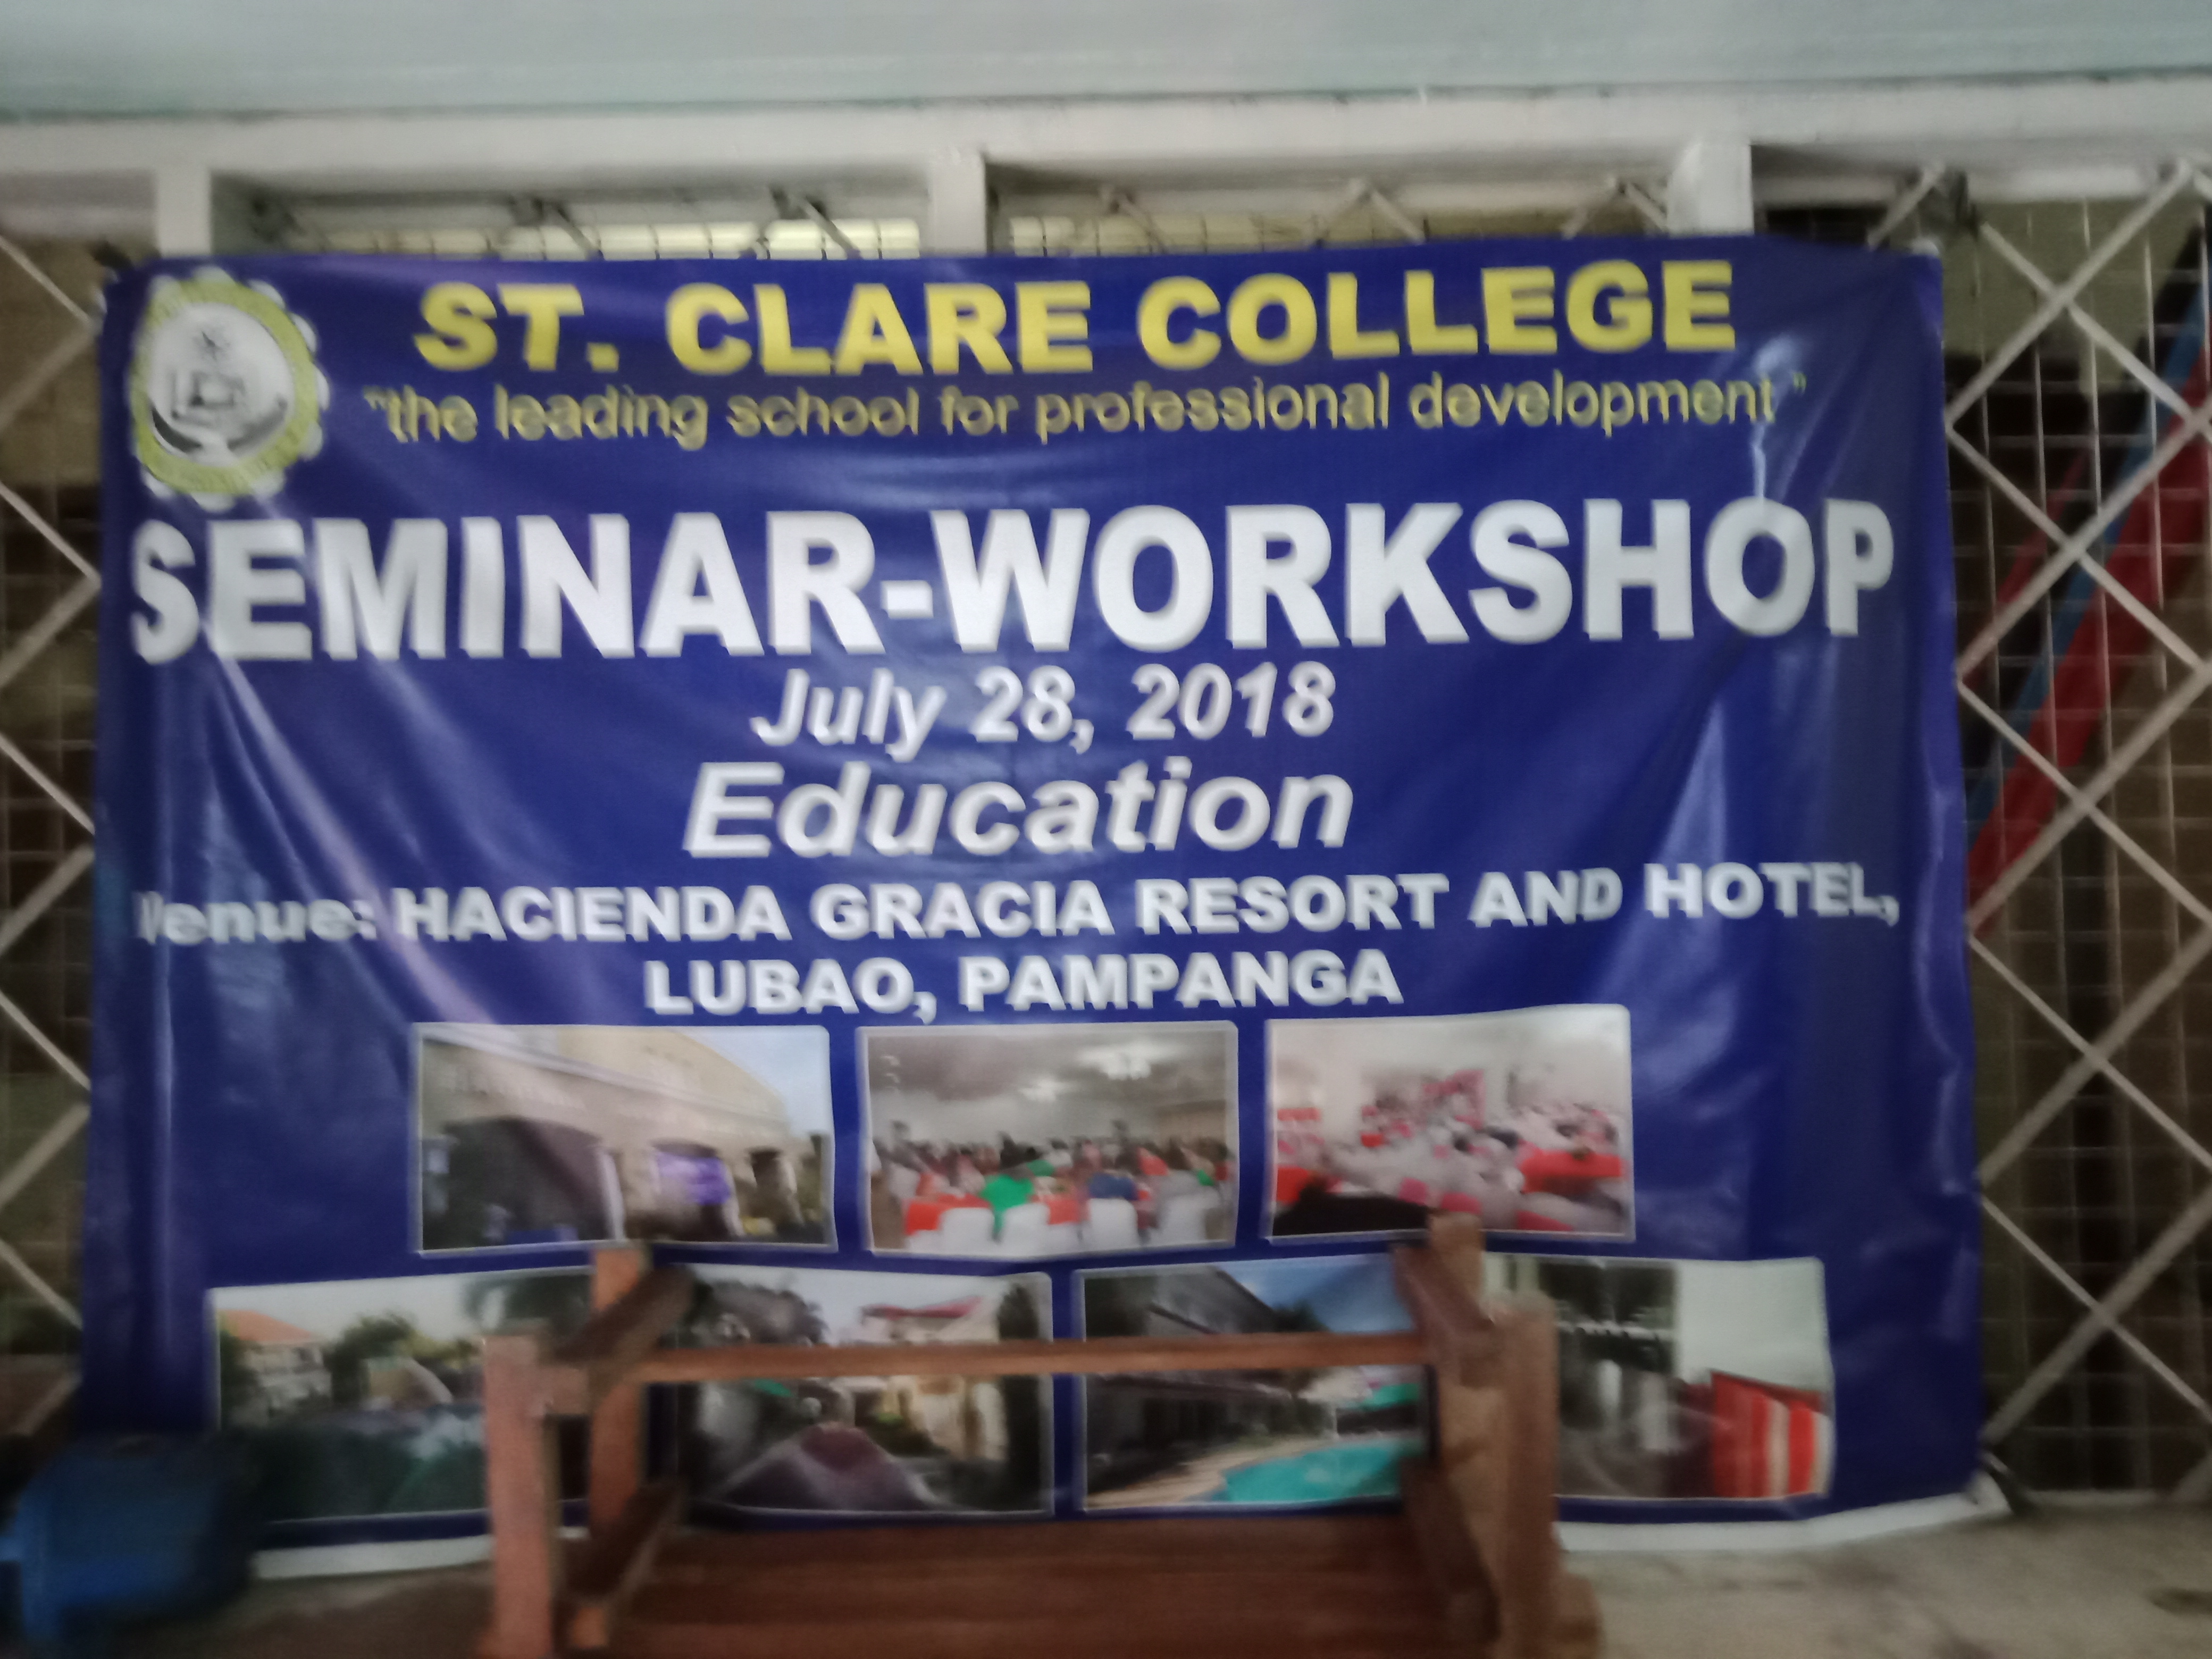 ST. CLARE COLLEGE
"the leading school for professional development"
SEMINAR-WORKSHOP
July 28, 2018
Education
Venue: HACIENDA GRACIA RESORT AND HOTEL,
LUBAO, PAMPANGA